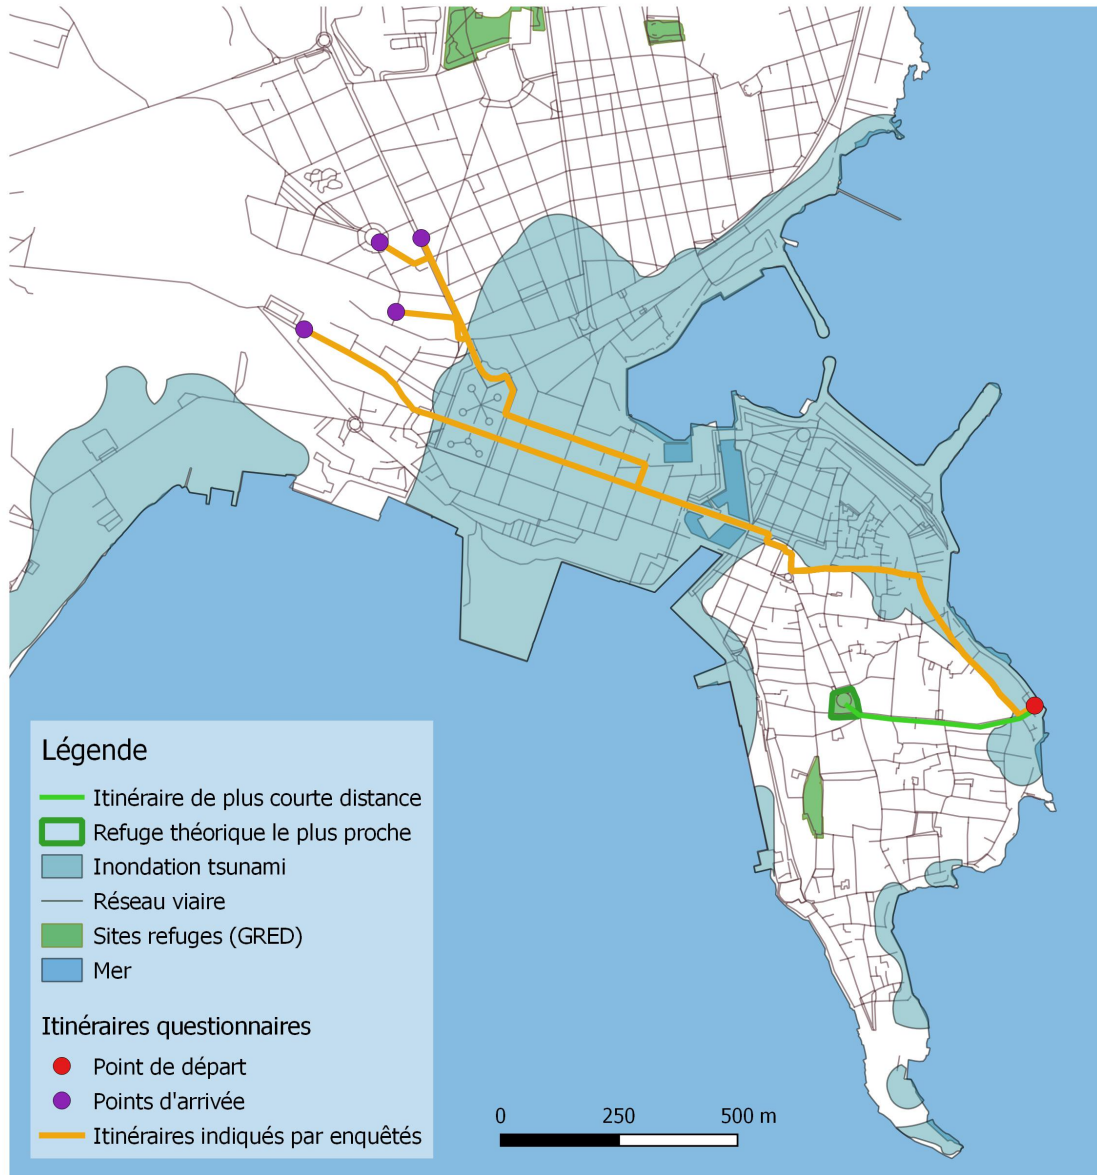 Légende
Itinéraire de plus courte distance
Refuge théorique le plus proche
Inondation tsunami
Réseau viaire
Sites refuges (GRED)
Mer
Itinéraires questionnaires
Point de départ
Points d'arrivée
Itinéraires indiqués par enquêtés
0 250 500 m